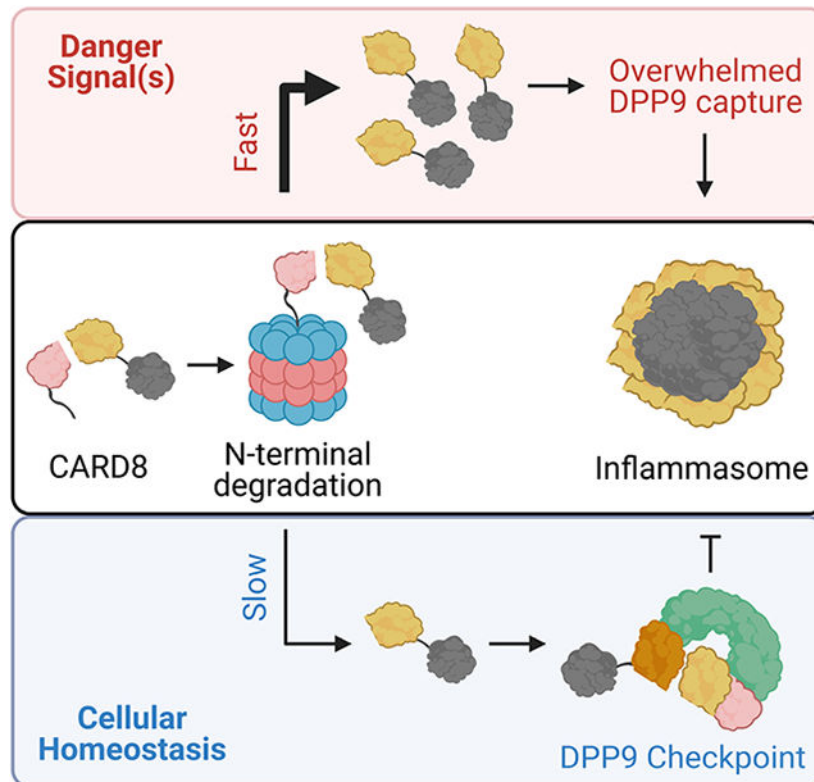 Danger
Signal(s)
Fast
Overwhelmed
DPP9 capture
CARD8
N-terminal
degradation
Inflammasome
Slow
Cellular
Homeostasis
DPP9 Checkpoint